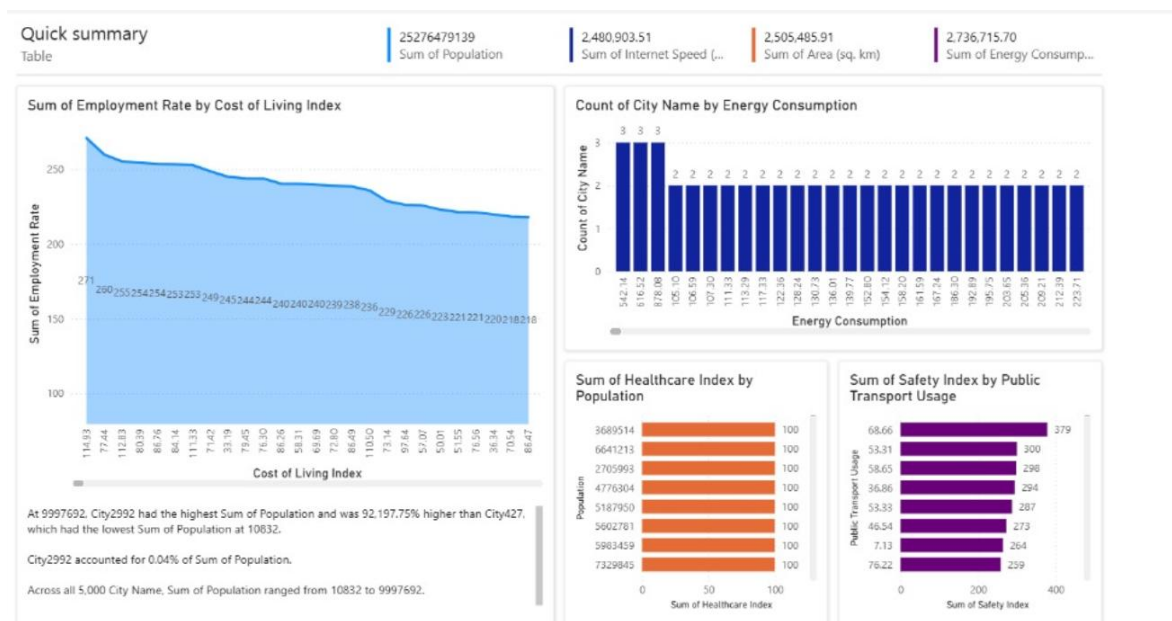 Quick summary
Table
25276479139
Sum of Population
2,480,903.51
Sum of Internet Speed (...
2,505,485.91
Sum of Area (sq. km)
2,736,715.70
Sum of Energy Consump...
Sum of Employment Rate by Cost of Living Index
Sum of Employment Rate
250
200
150
100
271 260 255 254 254 253 253 249 245 244 244 240 240 240 239 238 236 229 226 226 223 221 221 220 218 218
114.93 77.44 112.83 80.39 86.76 84.14 111.33 71.42 33.19 79.45 76.30 86.26 58.31 69.69 72.80 86.49 110.50 73.14 97.64 57.07 50.01 51.55 76.56 36.34 70.54 86.47
Cost of Living Index
At 9997692, City2992 had the highest Sum of Population and was 92,197.75% higher than City427,
which had the lowest Sum of Population at 10832.
City2992 accounted for 0.04% of Sum of Population.
Across all 5,000 City Name, Sum of Population ranged from 10832 to 9997692.
Count of City Name by Energy Consumption
Count of City Name
3
2
1
0
3 3 3 2 2 2 2 2 2 2 2 2 2 2 2 2 2 2 2 2 2 2 2 2 2 2 2
542.14 616.52 878.08 105.10 106.59 107.30 111.33 113.29 117.33 122.36 128.24 130.73 136.01 139.77 152.80 154.12 158.20 161.59 167.24 186.30 192.89 195.75 203.65 205.36 209.21 212.39 223.71
Energy Consumption
Sum of Healthcare Index by
Population
Population
3689514 100
6641213 100
2705993 100
4776304 100
5187950 100
5602781 100
5983459 100
7329845 100
0 50 100
Sum of Healthcare Index
Sum of Safety Index by Public
Transport Usage
Public Transport Usage
68.66 379
53.31 300
58.65 298
36.86 294
53.33 287
46.54 273
7.13 264
76.22 259
0 200 400
Sum of Safety Index